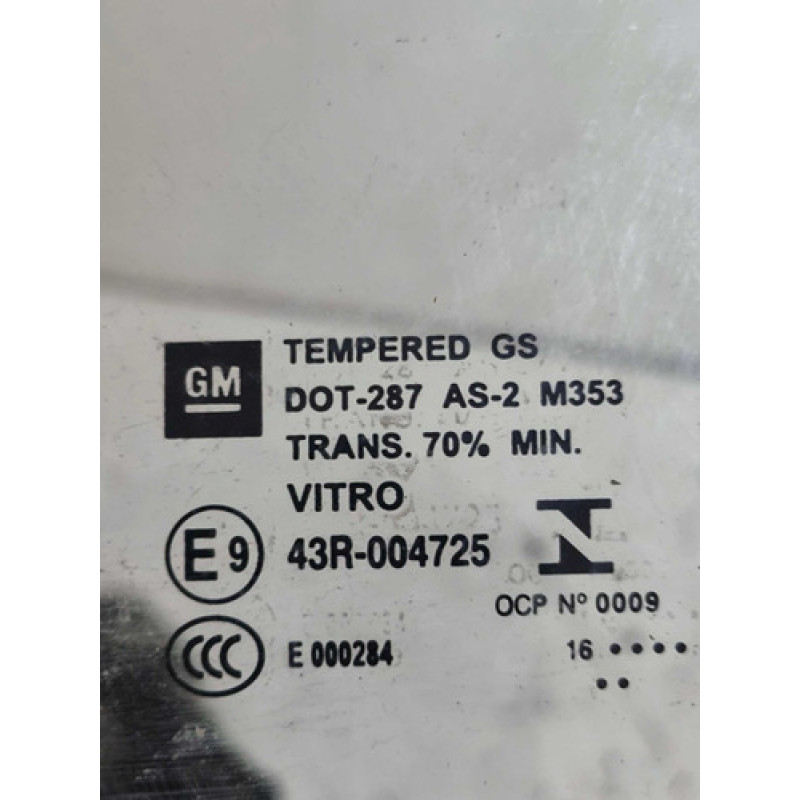 GM
TEMPERED GS
DOT-287 AS-2 M353
TRANS. 70% MIN.
VITRO
E9
43R-004725
N
OCP Nº 0009
CCC
E 000284
16 • • • •
• •